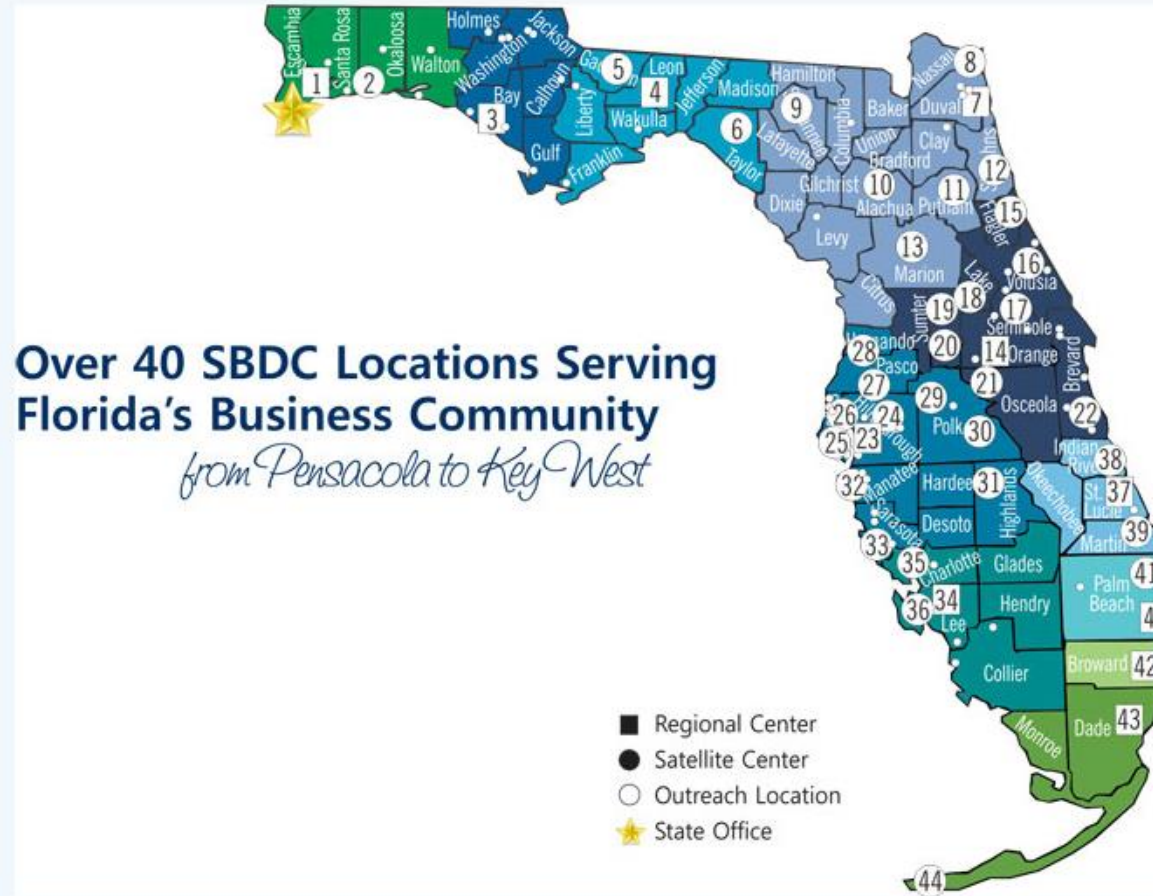 Holmes
Jackson
Escambia
Santa Rosa
Okaloosa
Walton
Washington
Bay
Calhoun
Gulf
Liberty
Franklin
Leon
Wakulla
Jefferson
Madison
Taylor
Hamilton
Lafayette
Columbia
Baker
Nassau
Duval
Union
Bradford
Clay
Dixie
Gilchrist
Alachua
Putnam
Flagler
Levy
Marion
Citrus
Lake
Volusia
Sumter
Seminole
Orange
Brevard
Pasco
Osceola
Polk
Indian
River
Manatee
Hardee
Highlands
Okeechobee
St.
Lucie
Sarasota
Desoto
Martin
Charlotte
Glades
Palm
Beach
Lee
Hendry
Collier
Broward
Monroe
Dade
1
2
3
4
5
6
7
8
9
10
11
12
13
14
15
16
17
18
19
20
21
22
23
24
25
26
27
28
29
30
31
32
33
34
35
36
37
38
39
41
4
42
43
44
Over 40 SBDC Locations Serving
Florida's Business Community
from Pensacola to Key West
Regional Center
Satellite Center
Outreach Location
State Office